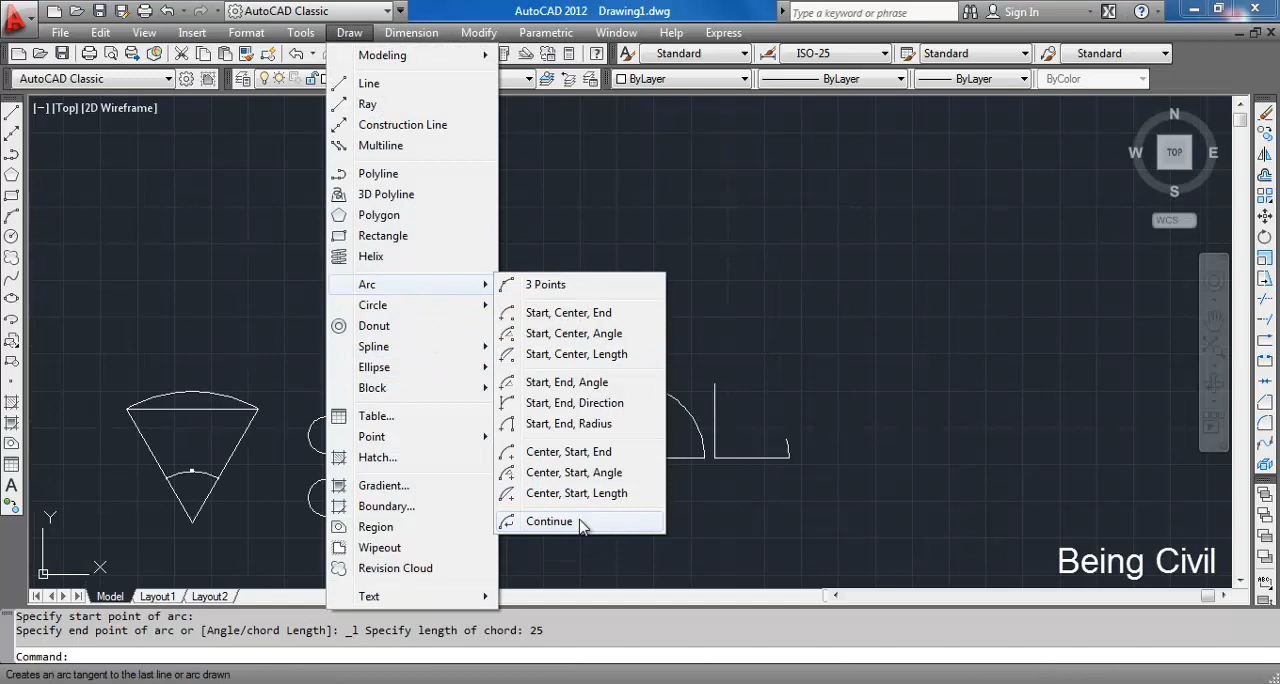 AutoCAD Classic
AutoCAD 2012 Drawing1.dwg
Type a keyword or phrase
Sign In
File Edit View Insert Format Tools Draw Dimension Modify Parametric Window Help Express
Standard ISO-25 Standard Standard
AutoCAD Classic ByLayer ByLayer ByLayer ByColor
[−] [Top] [2D Wireframe]
Modeling
Line
Ray
Construction Line
Multiline
Polyline
3D Polyline
Polygon
Rectangle
Helix
Arc
Circle
Donut
Spline
Ellipse
Block
Table...
Point
Hatch...
Gradient...
Boundary...
Region
Wipeout
Revision Cloud
Text
3 Points
Start, Center, End
Start, Center, Angle
Start, Center, Length
Start, End, Angle
Start, End, Direction
Start, End, Radius
Center, Start, End
Center, Start, Angle
Center, Start, Length
Continue
N
W TOP E
S
WCS
Y
X
A
Being Civil
Model Layout1 Layout2
Specify start point of arc:
Specify end point of arc or [Angle/chord Length]: _l Specify length of chord: 25
Command:
Creates an arc tangent to the last line or arc drawn